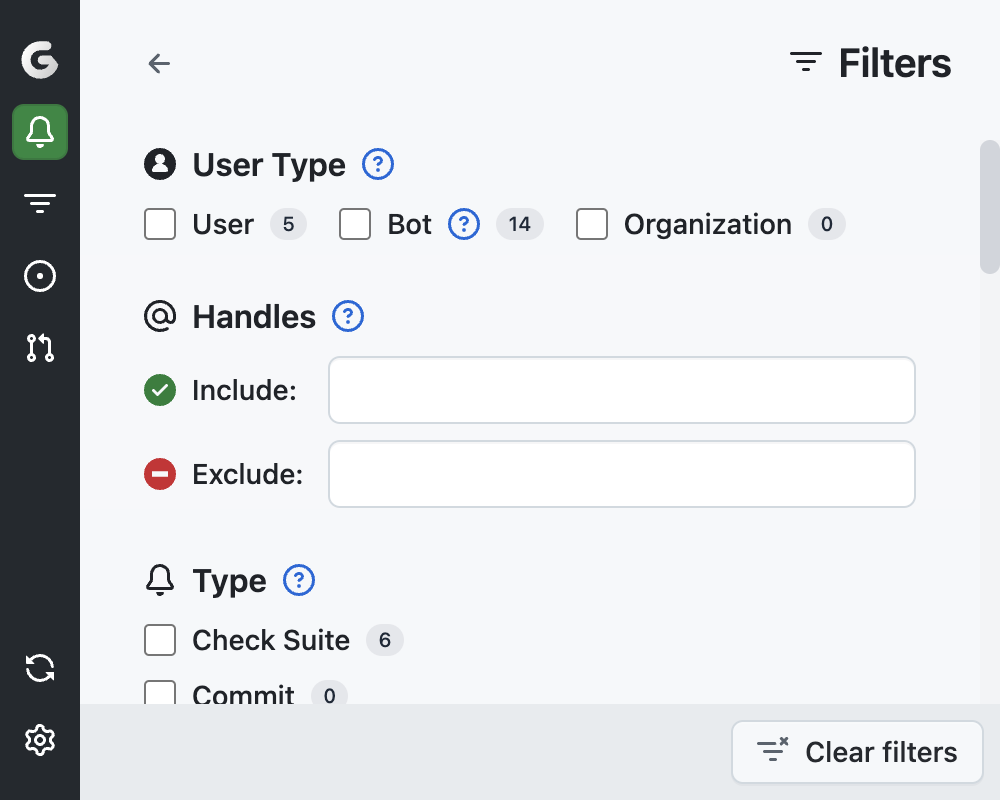 Filters
User Type
User 5 Bot 14 Organization 0
Handles
Include:
Exclude:
Type
Check Suite 6
Commit 0
Clear filters